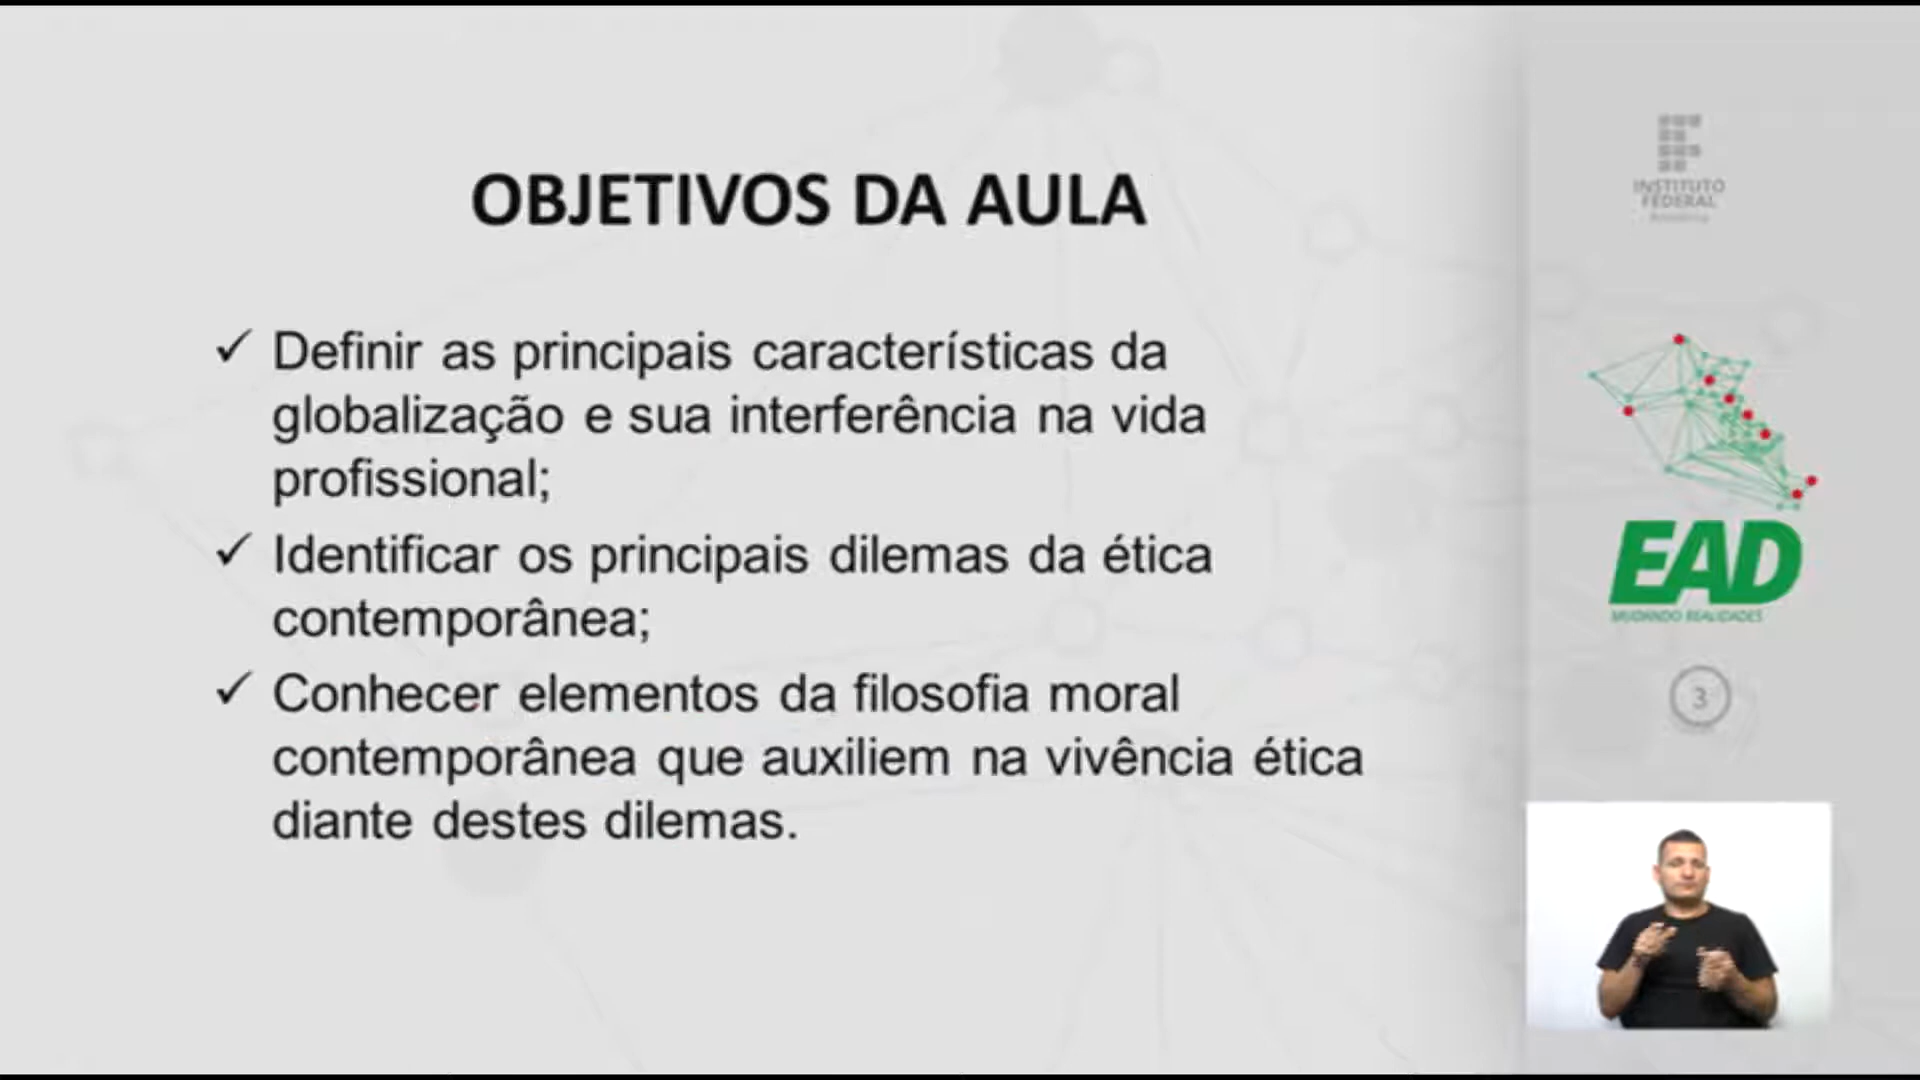 OBJETIVOS DA AULA
✓ Definir as principais características da
globalização e sua interferência na vida
profissional;
✓ Identificar os principais dilemas da ética
contemporânea;
✓ Conhecer elementos da filosofia moral
contemporânea que auxiliem na vivência ética
diante destes dilemas.
INSTITUTO
FEDERAL
EAD
MUDANDO REALIDADES
3